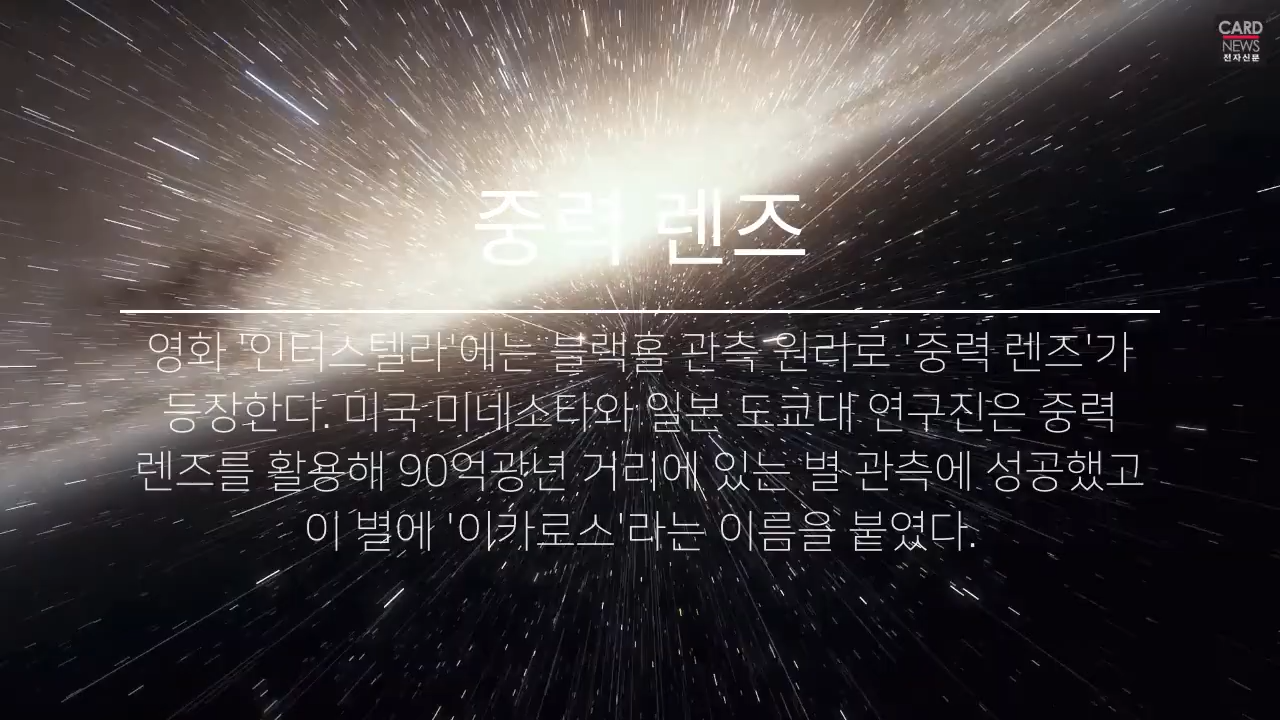 CARD
NEWS
전자신문
중력 렌즈
영화 '인터스텔라'에는 블랙홀 관측 원리로 '중력 렌즈'가
등장한다. 미국 미네소타와 일본 도쿄대 연구진은 중력
렌즈를 활용해 90억광년 거리에 있는 별 관측에 성공했고
이 별에 '이카로스'라는 이름을 붙였다.